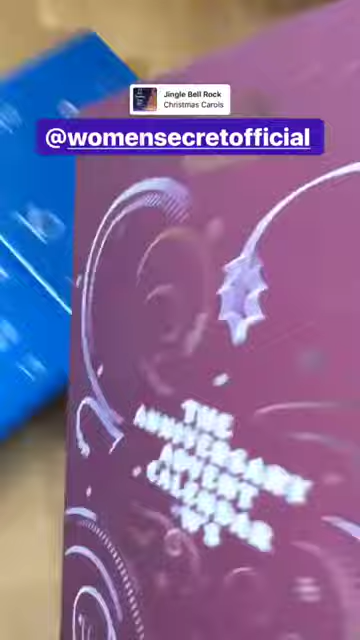 Jingle Bell Rock
Christmas Carols
@womensecretofficial
THE
ANNIVERSARY
ADVENT
CALENDAR
WS